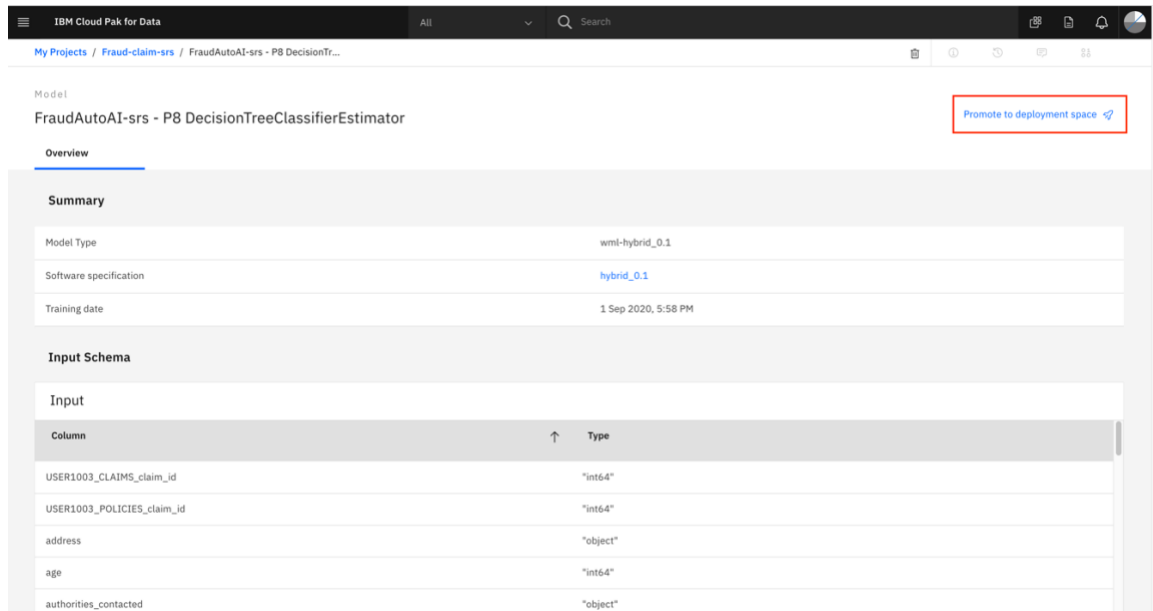 IBM Cloud Pak for Data All Search
My Projects / Fraud-claim-srs / FraudAutoAI-srs - P8 DecisionTr...
Model
FraudAutoAI-srs - P8 DecisionTreeClassifierEstimator
Promote to deployment space
Overview
Summary
Model Type wml-hybrid_0.1
Software specification hybrid_0.1
Training date 1 Sep 2020, 5:58 PM
Input Schema
Input
Column Type
USER1003_CLAIMS_claim_id "int64"
USER1003_POLICIES_claim_id "int64"
address "object"
age "int64"
authorities_contacted "object"